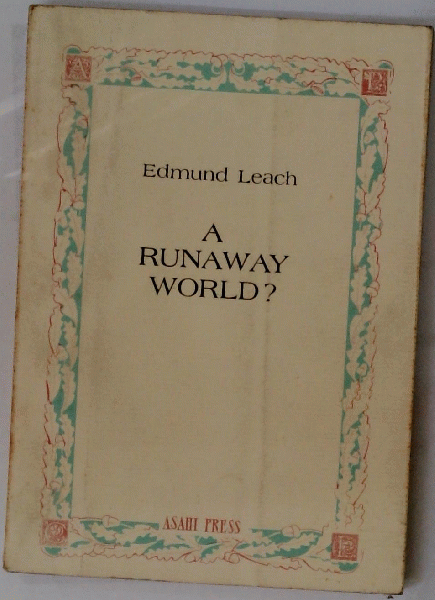 Edmund Leach
A
RUNAWAY
WORLD?
ASAHI PRESS